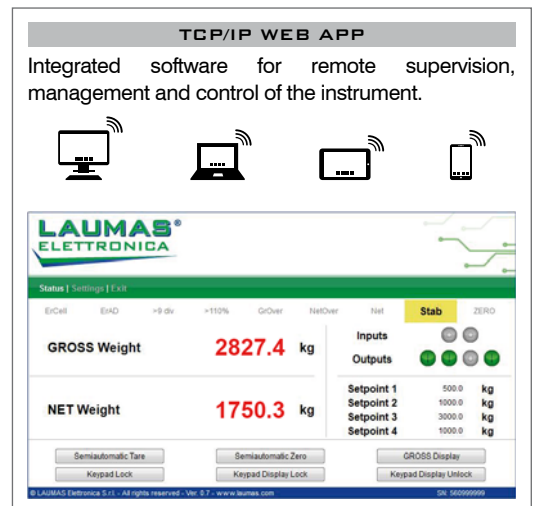 TCP/IP WEB APP
Integrated software for remote supervision,
management and control of the instrument.
LAUMAS®
ELETTRONICA
Status | Settings | Exit
ErCell ErAD >9 div >110% GrOver NetOver Net Stab ZERO
GROSS Weight 2827.4 kg
Inputs
Outputs
NET Weight 1750.3 kg
Setpoint 1 500.0 kg
Setpoint 2 1000.0 kg
Setpoint 3 3000.0 kg
Setpoint 4 1000.0 kg
Semiautomatic Tare Semiautomatic Zero GROSS Display
Keypad Lock Keypad Display Lock Keypad Display Unlock
© LAUMAS Elettronica S.r.l. - All rights reserved - Ver. 0.7 - www.laumas.com SN: 560999999